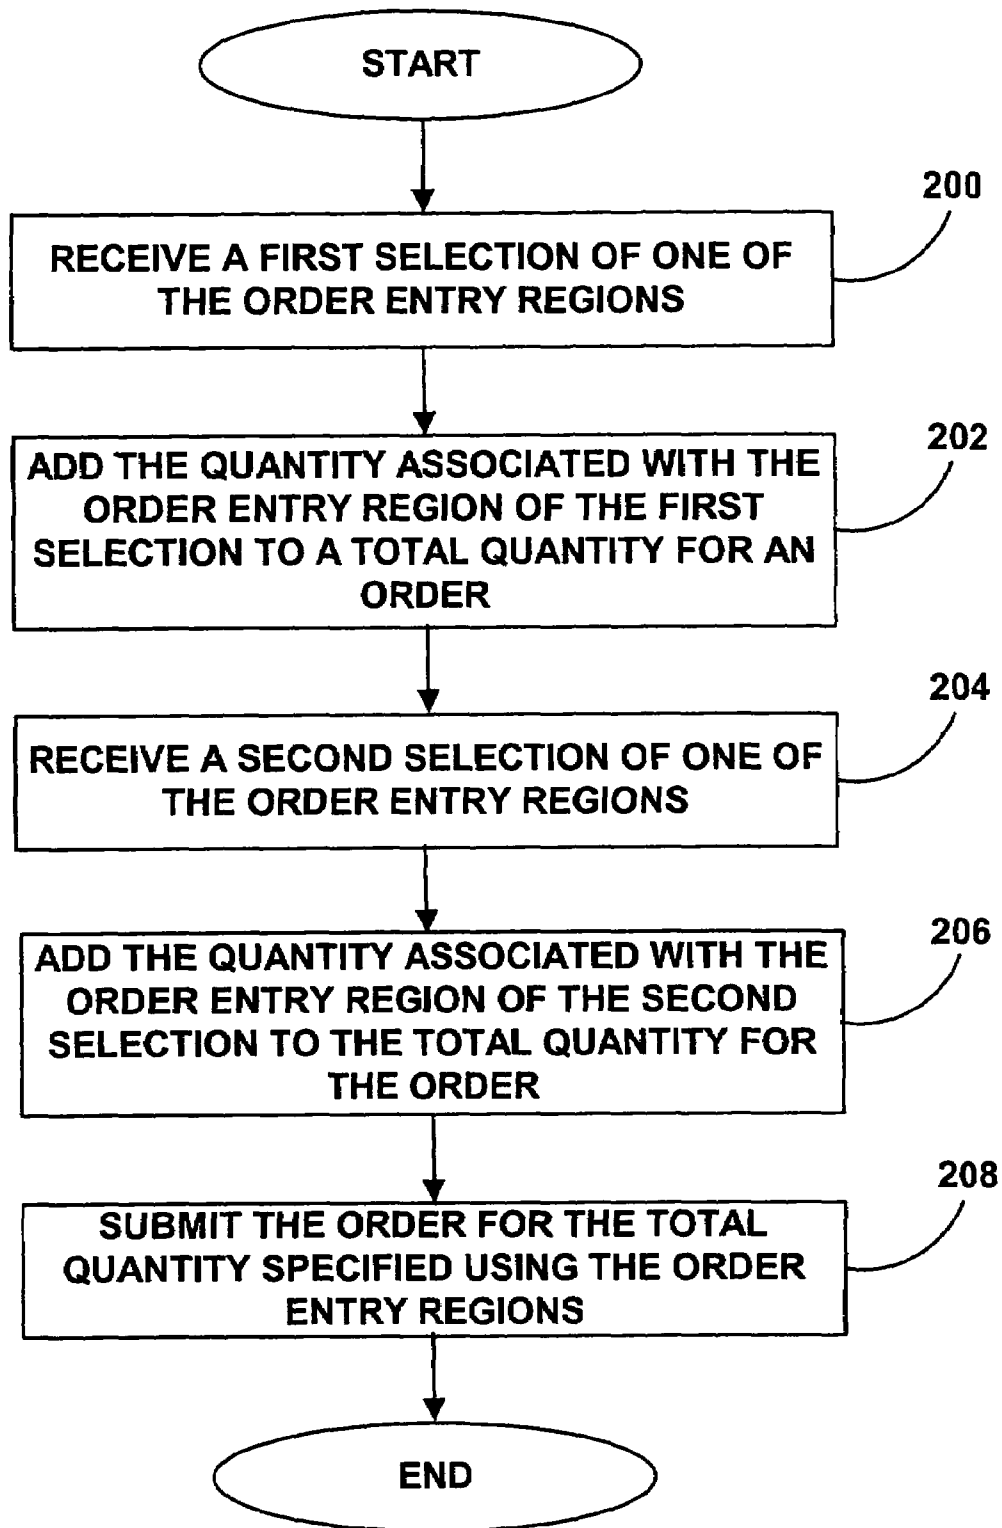 START
200
RECEIVE A FIRST SELECTION OF ONE OF
THE ORDER ENTRY REGIONS
202
ADD THE QUANTITY ASSOCIATED WITH THE
ORDER ENTRY REGION OF THE FIRST
SELECTION TO A TOTAL QUANTITY FOR AN
ORDER
204
RECEIVE A SECOND SELECTION OF ONE OF
THE ORDER ENTRY REGIONS
206
ADD THE QUANTITY ASSOCIATED WITH THE
ORDER ENTRY REGION OF THE SECOND
SELECTION TO THE TOTAL QUANTITY FOR
THE ORDER
208
SUBMIT THE ORDER FOR THE TOTAL
QUANTITY SPECIFIED USING THE ORDER
ENTRY REGIONS
END